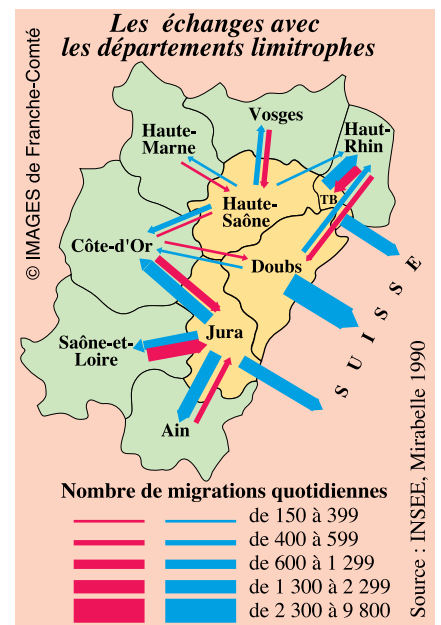 Les échanges avec
les départements limitrophes
© IMAGES de Franche-Comté
Vosges
Haute-
Marne
Haut-
Rhin
TB
Haute-
Saône
Côte-d'Or
Doubs
Jura
Saône-et-
Loire
Ain
SUISSE
Nombre de migrations quotidiennes
de 150 à 399
de 400 à 599
de 600 à 1 299
de 1 300 à 2 299
de 2 300 à 9 800
Source : INSEE, Mirabelle 1990